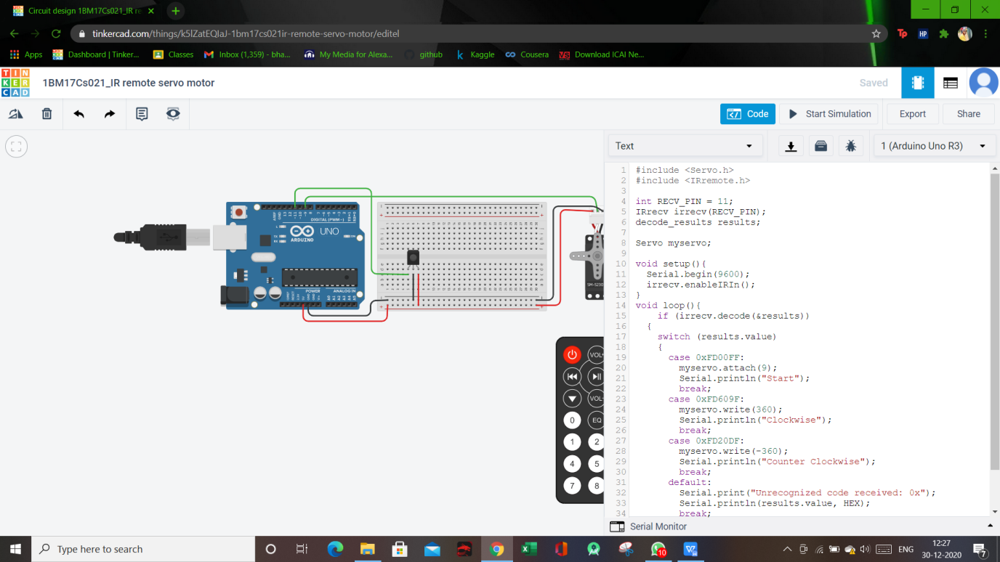 Circuit design 1BM17Cs021_IR re
tinkercad.com/things/k5lZatEQIaJ-1bm17cs021ir-remote-servo-motor/editel
Apps
Dashboard | Tinker...
Classes
Inbox (1,359) - bha...
My Media for Alexa...
github
Kaggle
Cousera
Download ICAI Ne...
TIN
KER
CAD
1BM17Cs021_IR remote servo motor
Saved
Code
Start Simulation
Export
Share
Text
1 (Arduino Uno R3)
1 #include <Servo.h>
2 #include <IRremote.h>
3
4 int RECV_PIN = 11;
5 IRrecv irrecv(RECV_PIN);
6 decode_results results;
7
8 Servo myservo;
9
10 void setup(){
11 Serial.begin(9600);
12 irrecv.enableIRIn();
13 }
14 void loop(){
15 if (irrecv.decode(&results))
16 {
17 switch (results.value)
18 {
19 case 0xFD00FF:
20 myservo.attach(9);
21 Serial.println("Start");
22 break;
23 case 0xFD609F:
24 myservo.write(360);
25 Serial.println("Clockwise");
26 break;
27 case 0xFD20DF:
28 myservo.write(-360);
29 Serial.println("Counter Clockwise");
30 break;
31 default:
32 Serial.print("Unrecognized code received: 0x");
33 Serial.println(results.value, HEX);
34 break;
Serial Monitor
DIGITAL (PWM ~)
UNO
ARDUINO
ON
POWER
ANALOG IN
VOL
VOL
0
EQ
1
2
4
5
7
8
Type here to search
10
ENG
12:27
30-12-2020
7